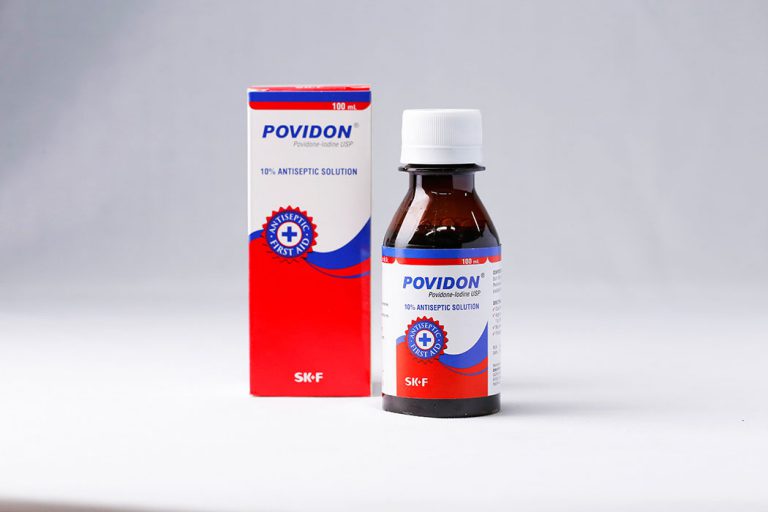 100 mL
POVIDON®
Povidone-Iodine USP
10% ANTISEPTIC SOLUTION
ANTISEPTIC
FIRST AID
SK+F
100 mL
POVIDON®
Povidone-Iodine USP
10% ANTISEPTIC SOLUTION
ANTISEPTIC
FIRST AID
SK+F